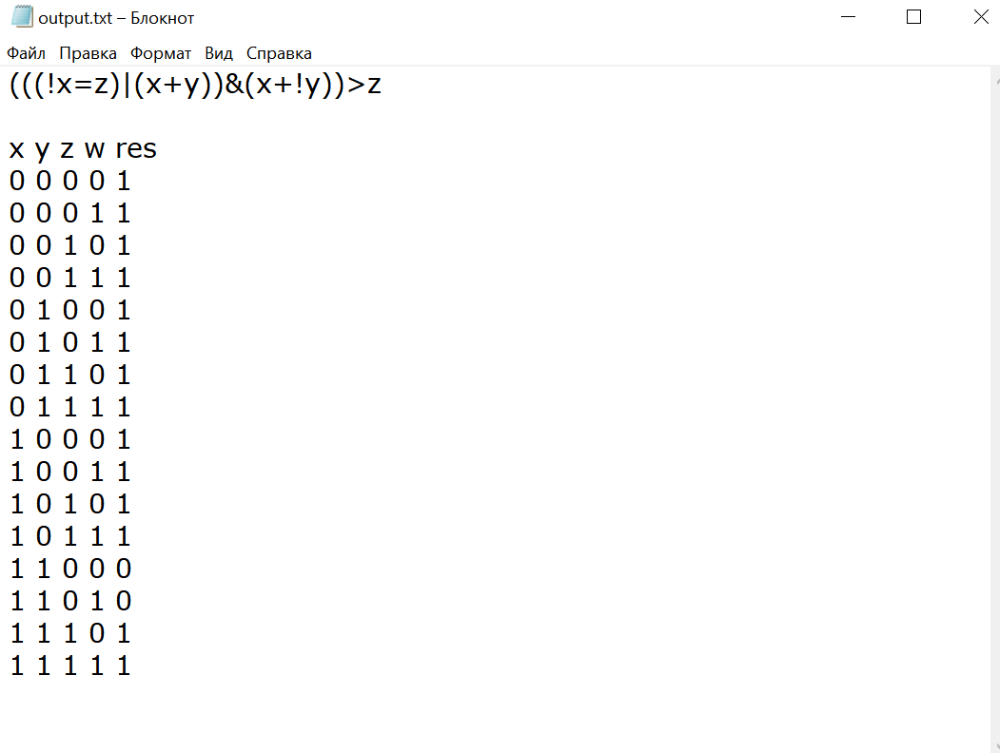 output.txt – Блокнот
Файл Правка Формат Вид Справка
(((!x=z)|(x+y))&(x+!y))>z
x y z w res
0 0 0 0 1
0 0 0 1 1
0 0 1 0 1
0 0 1 1 1
0 1 0 0 1
0 1 0 1 1
0 1 1 0 1
0 1 1 1 1
1 0 0 0 1
1 0 0 1 1
1 0 1 0 1
1 0 1 1 1
1 1 0 0 0
1 1 0 1 0
1 1 1 0 1
1 1 1 1 1